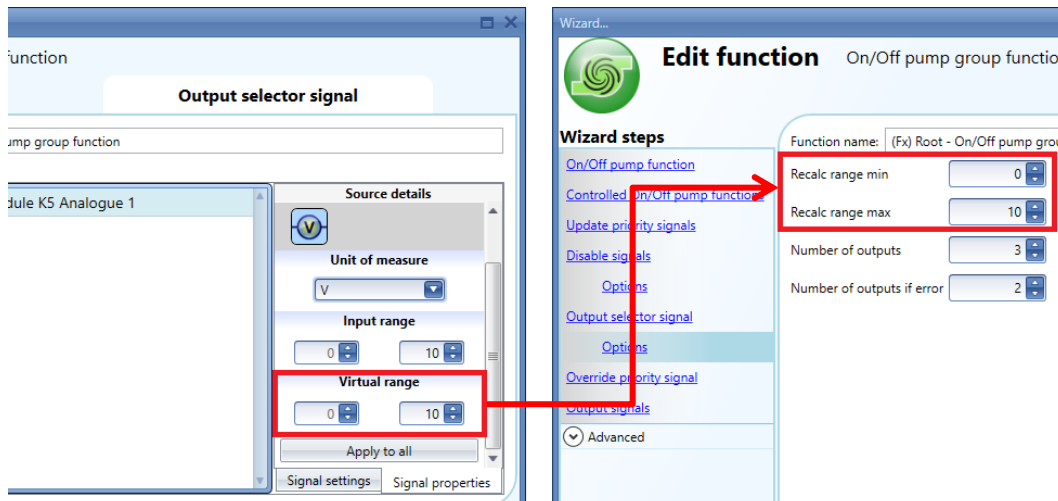 function
Output selector signal
ump group function
dule K5 Analogue 1
Source details
V
Unit of measure
V
Input range
0 10
Virtual range
0 10
Apply to all
Signal settings Signal properties
Wizard...
Edit function On/Off pump group functio
Wizard steps
On/Off pump function
Controlled On/Off pump functions
Update priority signals
Disable signals
Options
Output selector signal
Options
Override priority signal
Output signals
Advanced
Function name: (Fx) Root - On/Off pump grou
Recalc range min 0
Recalc range max 10
Number of outputs 3
Number of outputs if error 2